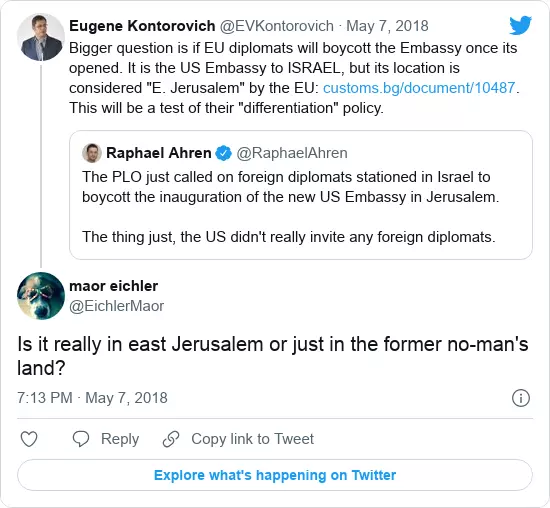 Eugene Kontorovich @EVKontorovich · May 7, 2018
Bigger question is if EU diplomats will boycott the Embassy once its
opened. It is the US Embassy to ISRAEL, but its location is
considered "E. Jerusalem" by the EU: customs.bg/document/10487.
This will be a test of their "differentiation" policy.
Raphael Ahren @RaphaelAhren
The PLO just called on foreign diplomats stationed in Israel to
boycott the inauguration of the new US Embassy in Jerusalem.
The thing just, the US didn't really invite any foreign diplomats.
maor eichler
@EichlerMaor
Is it really in east Jerusalem or just in the former no-man's
land?
7:13 PM · May 7, 2018
Reply
Copy link to Tweet
Explore what's happening on Twitter